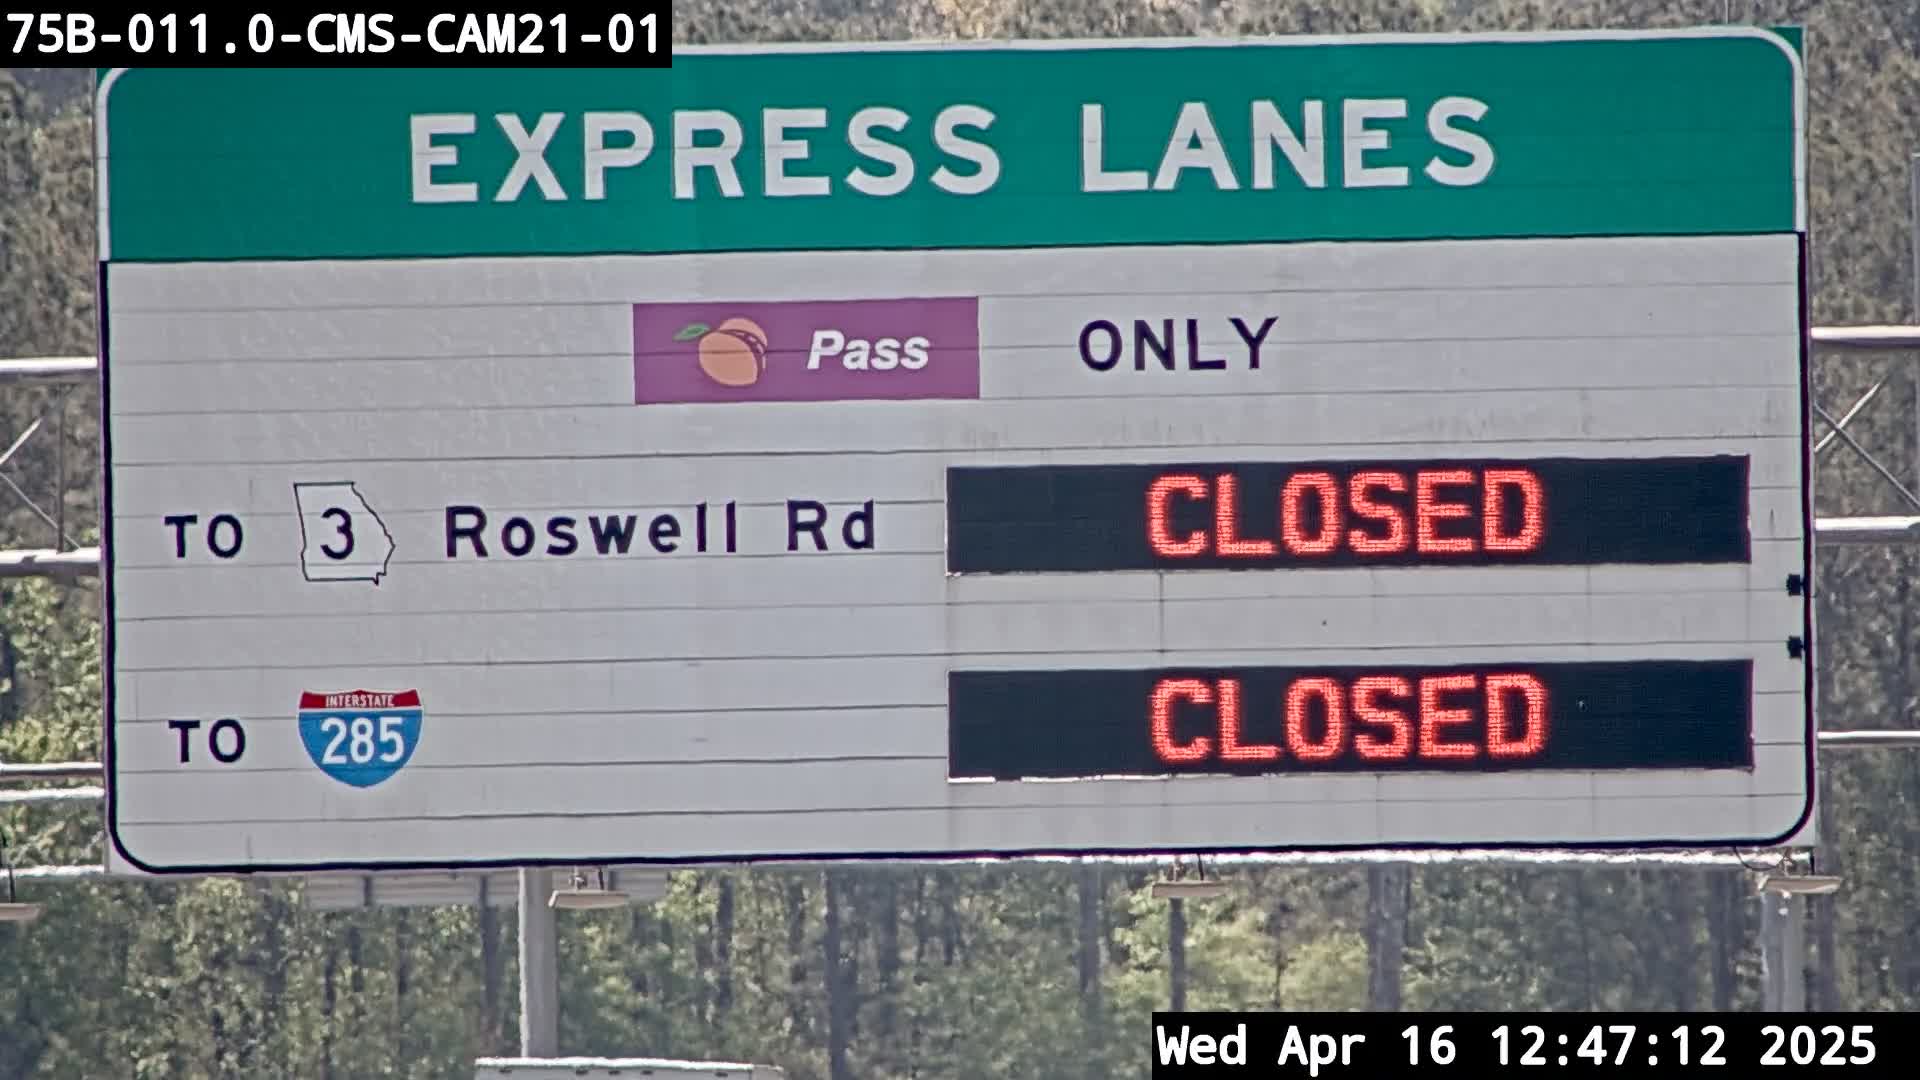 75B-011.0-CMS-CAM21-01
EXPRESS LANES
Pass ONLY
TO 3 Roswell Rd CLOSED
TO INTERSTATE 285 CLOSED
Wed Apr 16 12:47:12 2025